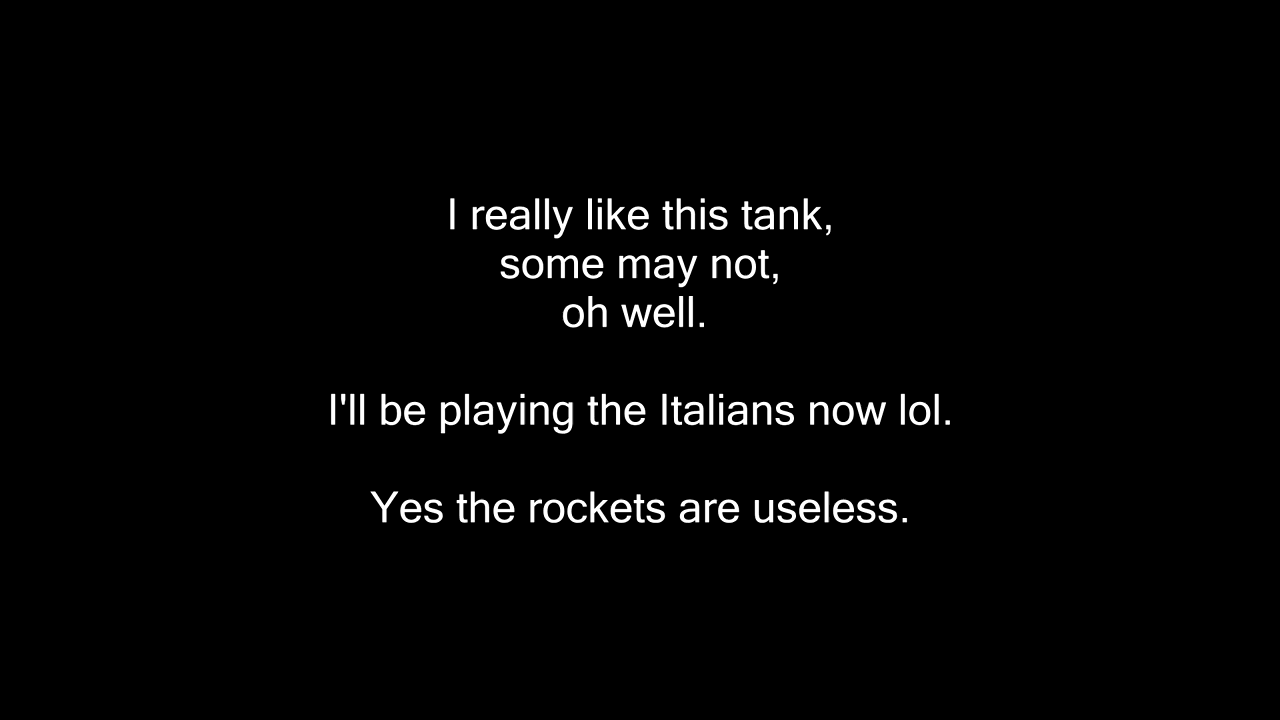 I really like this tank,
some may not,
oh well.
I'll be playing the Italians now lol.
Yes the rockets are useless.